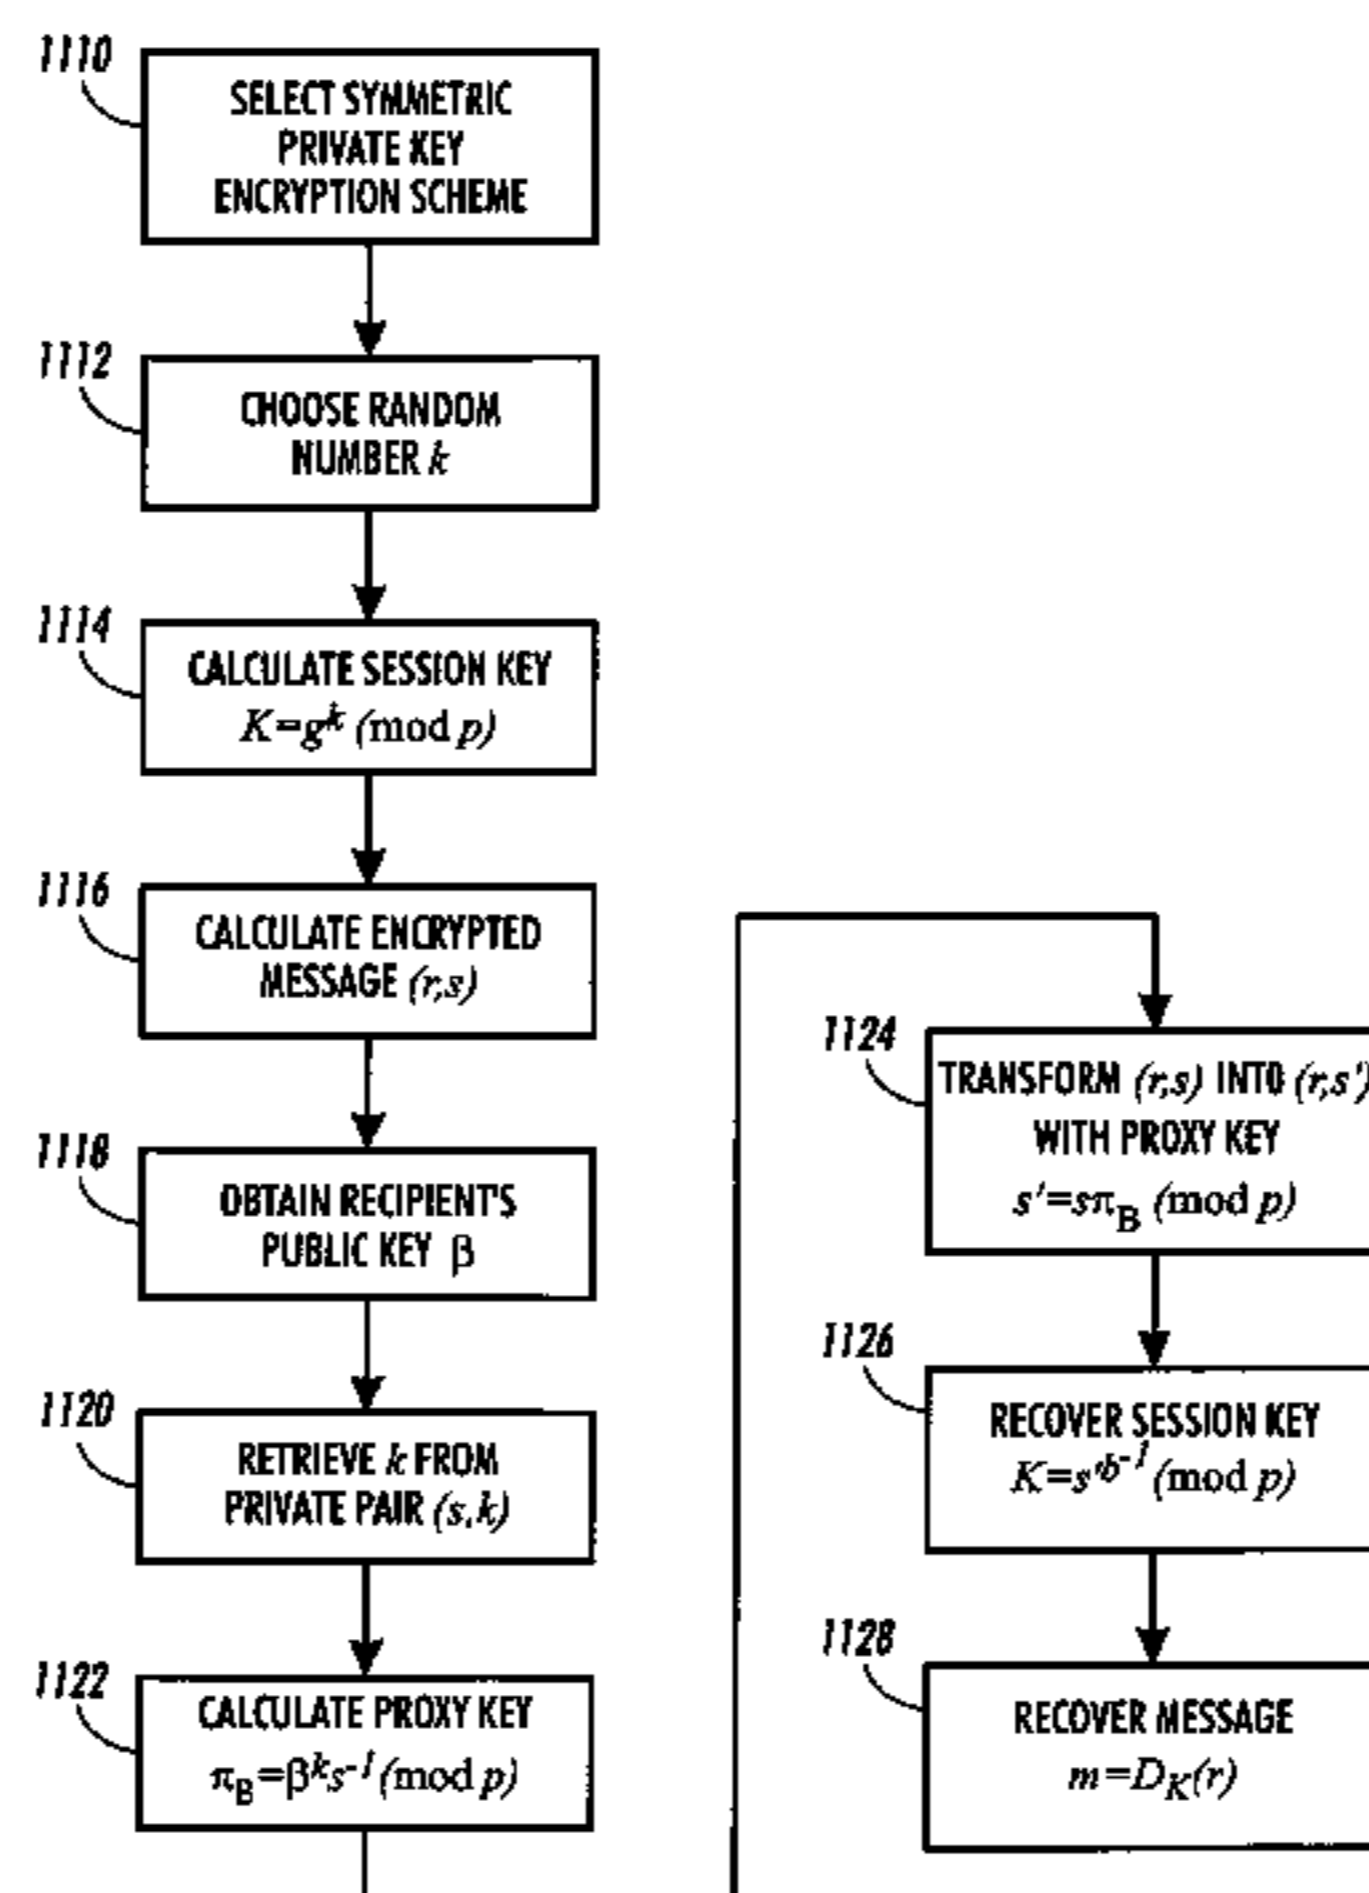 1110
SELECT SYMMETRIC
PRIVATE KEY
ENCRYPTION SCHEME
1112
CHOOSE RANDOM
NUMBER k
1114
CALCULATE SESSION KEY
K=g^k (mod p)
1116
CALCULATE ENCRYPTED
MESSAGE (r,s)
1118
OBTAIN RECIPIENT'S
PUBLIC KEY β
1120
RETRIEVE k FROM
PRIVATE PAIR (s,k)
1122
CALCULATE PROXY KEY
π_B=β^k s^-1 (mod p)
1124
TRANSFORM (r,s) INTO (r,s')
WITH PROXY KEY
s'=sπ_B (mod p)
1126
RECOVER SESSION KEY
K=s'^b^-1 (mod p)
1128
RECOVER MESSAGE
m=D_K(r)